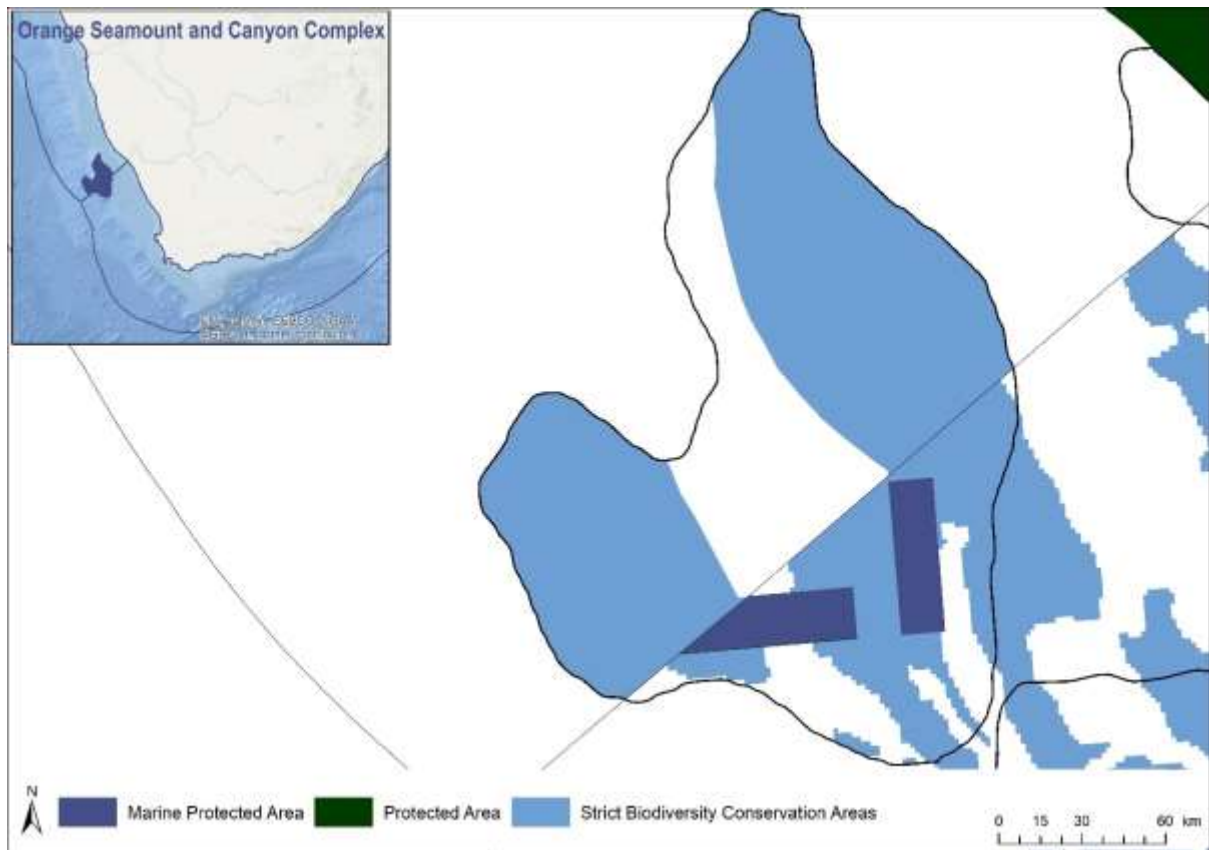 Orange Seamount and Canyon Complex
N
Marine Protected Area
Protected Area
Strict Biodiversity Conservation Areas
0 15 30 60 km